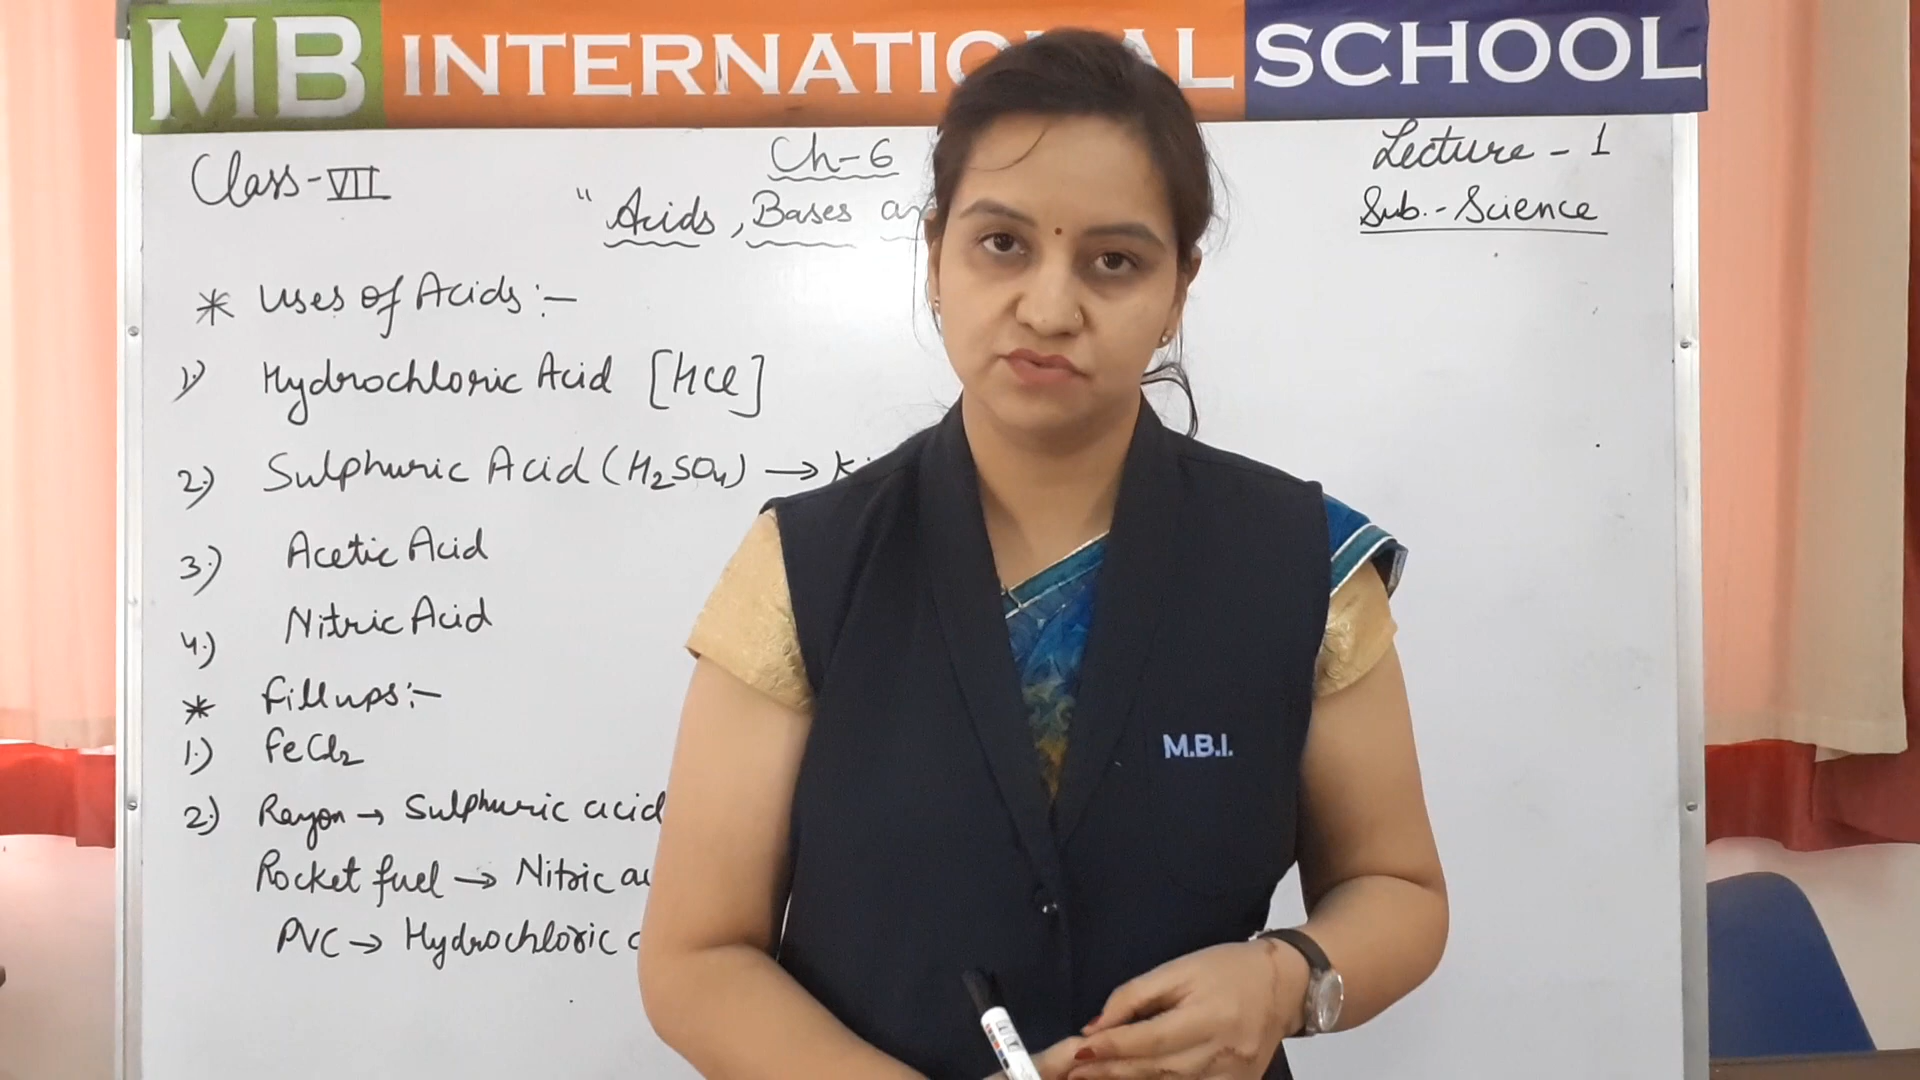 MB INTERNATIONAL SCHOOL
Class-VII
Ch-6
Lecture - 1
Sub.- Science
" Acids, Bases
* Uses of Acids :-
1) Hydrochloric Acid [HCl]
2.) Sulphuric Acid (H₂SO₄) →
3.) Acetic Acid
4.) Nitric Acid
* Fillups :-
1.) FeCl₂
2.) Rayon → Sulphuric acid
Rocket fuel → Nitric
PVC → Hydrochloric
M.B.I.